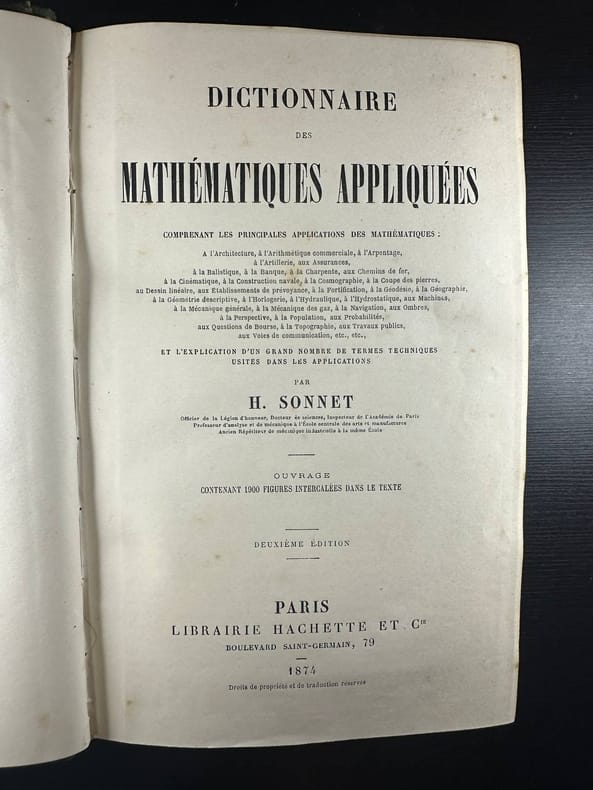 DICTIONNAIRE
DES
MATHÉMATIQUES APPLIQUÉES
COMPRENANT LES PRINCIPALES APPLICATIONS DES MATHÉMATIQUES :
A l'Architecture, à l'Arithmétique commerciale, à l'Arpentage,
à l'Artillerie, aux Assurances,
à la Balistique, à la Banque, à la Charpente, aux Chemins de fer,
à la Cinématique, à la Construction navale, à la Cosmographie, à la Coupe des pierres,
au Dessin linéaire, aux Établissements de prévoyance, à la Fortification, à la Géodésie, à la Géographie,
à la Géométrie descriptive, à l'Horlogerie, à l'Hydraulique, à l'Hydrostatique, aux Machines,
à la Mécanique générale, à la Mécanique des gaz, à la Navigation, aux Ombres,
à la Perspective, à la Population, aux Probabilités,
aux Questions de Bourse, à la Topographie, aux Travaux publics,
aux Voies de communication, etc., etc.,
ET L'EXPLICATION D'UN GRAND NOMBRE DE TERMES TECHNIQUES
USITÉS DANS LES APPLICATIONS
PAR
H. SONNET
Officier de la Légion d'honneur, Docteur ès sciences, Inspecteur de l'Académie de Paris
Professeur d'analyse et de mécanique à l'École centrale des arts et manufactures
Ancien Répétiteur de mécanique industrielle à la même École
OUVRAGE
CONTENANT 1900 FIGURES INTERCALÉES DANS LE TEXTE
DEUXIÈME ÉDITION
PARIS
LIBRAIRIE HACHETTE ET Cie
BOULEVARD SAINT-GERMAIN, 79
1874
Droits de propriété et de traduction réservés